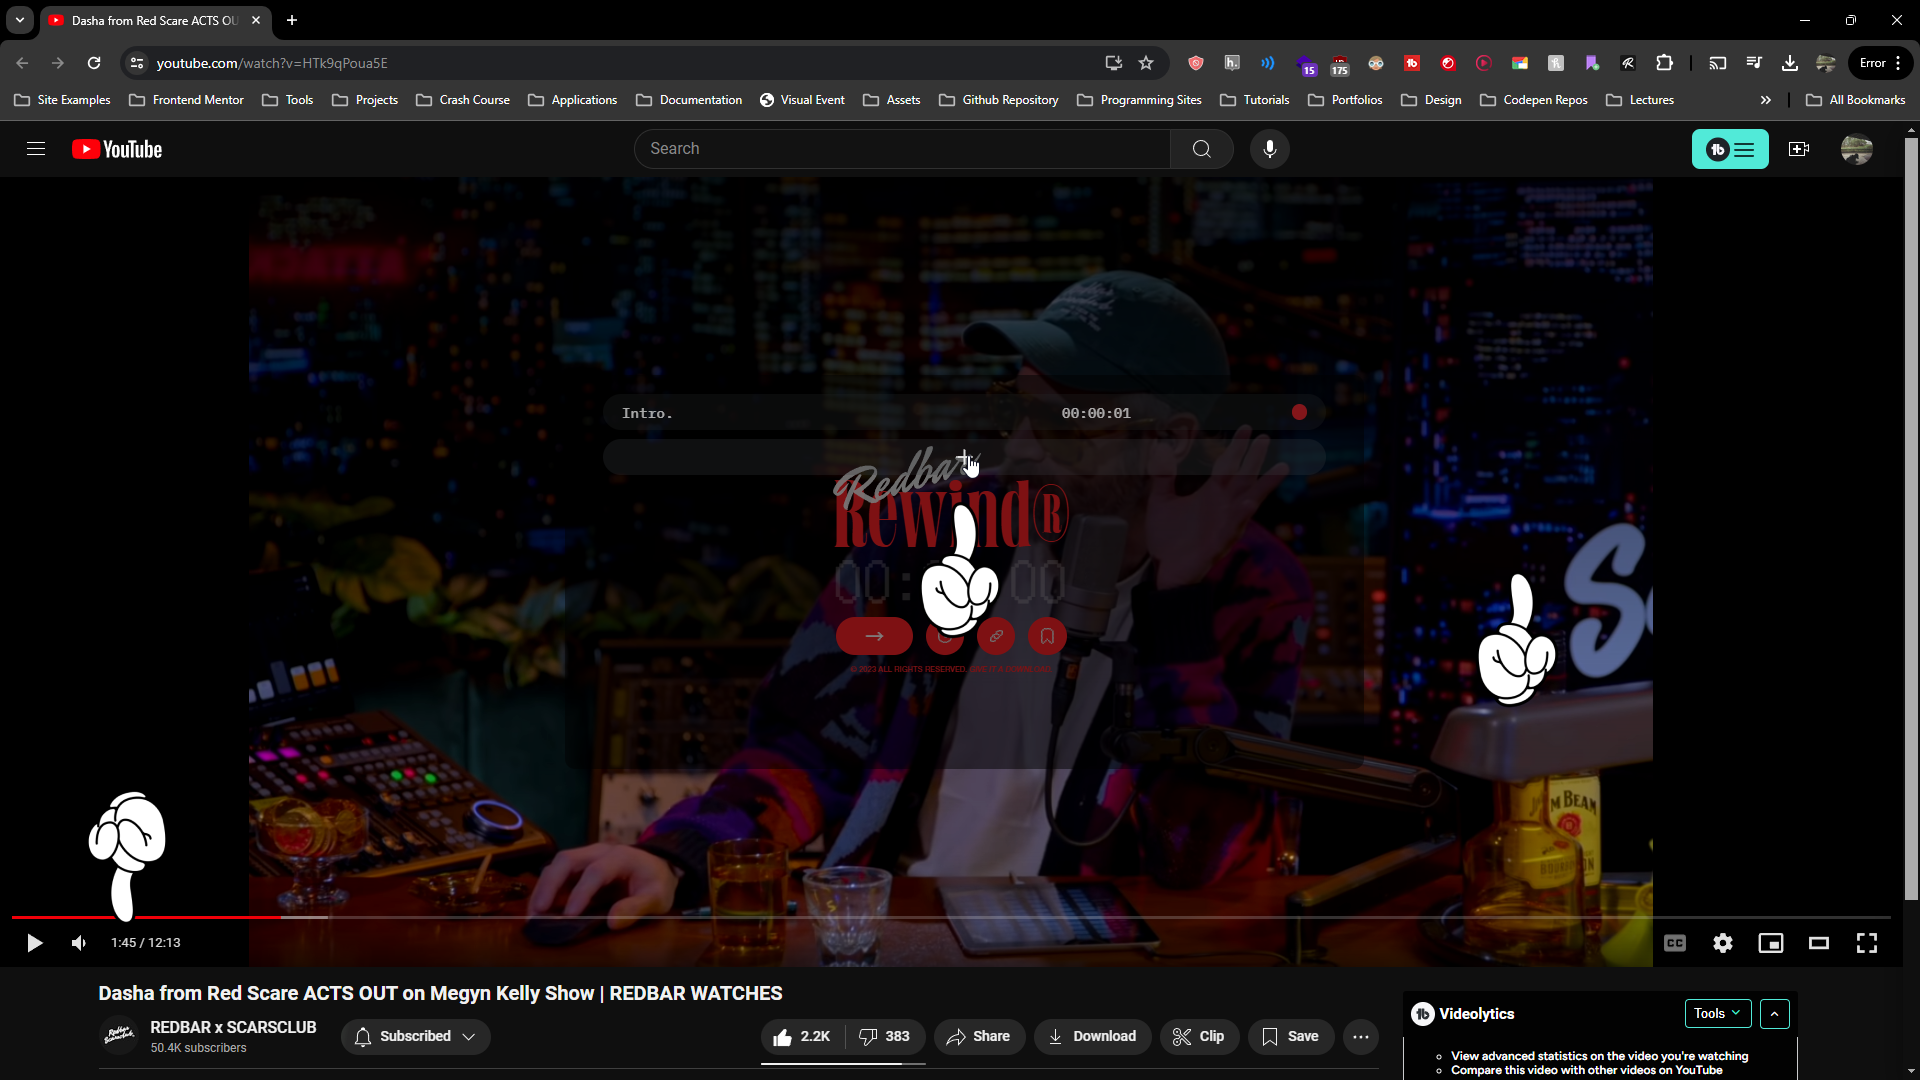 Dasha from Red Scare ACTS OU
youtube.com/watch?v=HTk9qPoua5E
h.
15
175
Error
Site Examples
Frontend Mentor
Tools
Projects
Crash Course
Applications
Documentation
Visual Event
Assets
Github Repository
Programming Sites
Tutorials
Portfolios
Design
Codepen Repos
Lectures
All Bookmarks
YouTube
Search
Intro.
00:00:01
Redbar
Rewind®
00:
00
© 2023 ALL RIGHTS RESERVED.
JIM BEAM
1:45 / 12:13
CC
Dasha from Red Scare ACTS OUT on Megyn Kelly Show | REDBAR WATCHES
REDBAR x SCARSCLUB
50.4K subscribers
Subscribed
2.2K
383
Share
Download
Clip
Save
Videolytics
Tools
View advanced statistics on the video you're watching
Compare this video with other videos on YouTube